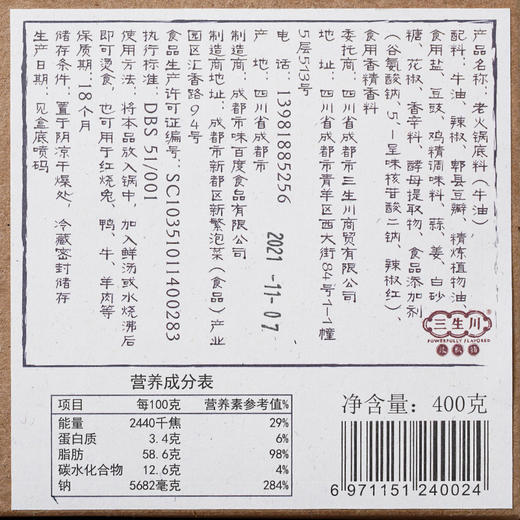 产品名称：老火锅底料（牛油）
配料：牛油、辣椒、郫县豆瓣、精炼植物油、
食用盐、豆豉、鸡精调味料、蒜、姜、白砂
糖、花椒、香辛料、酵母提取物、食品添加剂
（谷氨酸钠、5'-呈味核苷酸二钠、辣椒红）、
食用香精香料
委托商：成都市三生川商贸有限公司
地址：四川省成都市青羊区西大街84号1-1幢
5层513号
电话：13981885256
产地：四川省成都市
制造商：成都市味百度食品有限公司
制造商地址：成都市新都区新繁泡菜（食品）产业
园区汇香路94号
食品生产许可证编号：SC10351011400283
执行标准：DBS 51/001
使用方法：将本品放入锅中，加入鲜汤或水烧沸后
即可烫食，也可用于红烧兔、鸭、牛、羊肉等
保质期：18个月
储存条件：置于阴凉干燥处，冷藏密封储存
生产日期：见盒底喷码
2021-11-07
三生川
POWERFULLY FLAVORED
营养成分表
项目 每100克 营养素参考值%
能量 2440千焦 29%
蛋白质 3.4克 6%
脂肪 58.6克 98%
碳水化合物 12.6克 4%
钠 5682毫克 284%
净含量：400克
6 971151 240024